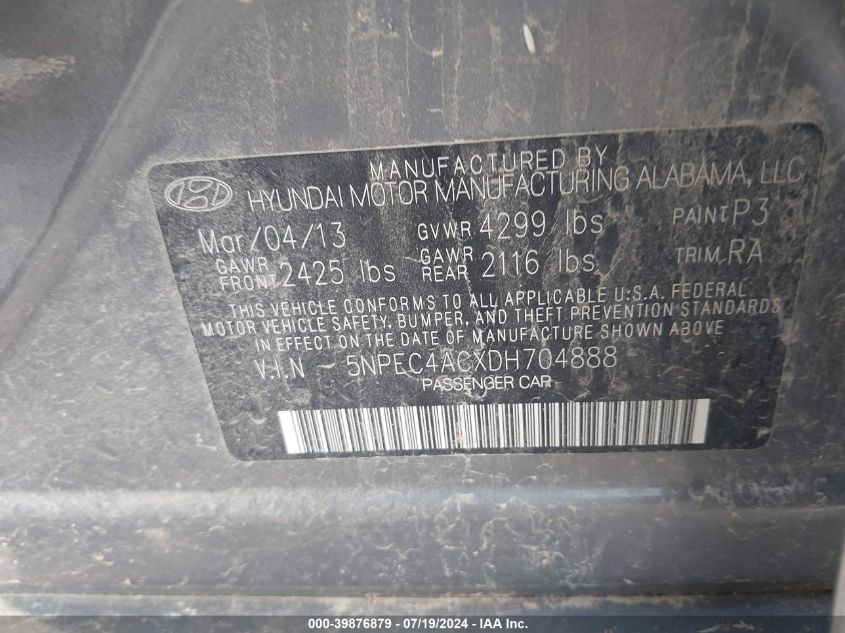 MANUFACTURED BY
HYUNDAI MOTOR MANUFACTURING ALABAMA, LLC
Mar/04/13 GVWR 4299 lbs PAINT P3
GAWR FRONT 2425 lbs GAWR REAR 2116 lbs TRIM RA
THIS VEHICLE CONFORMS TO ALL APPLICABLE U.S.A. FEDERAL
MOTOR VEHICLE SAFETY, BUMPER, AND THEFT PREVENTION STANDARDS
IN EFFECT ON THE DATE OF MANUFACTURE SHOWN ABOVE
V.I.N - 5NPEC4ACXDH704888
PASSENGER CAR
000-39876879 - 07/19/2024 - IAA Inc.